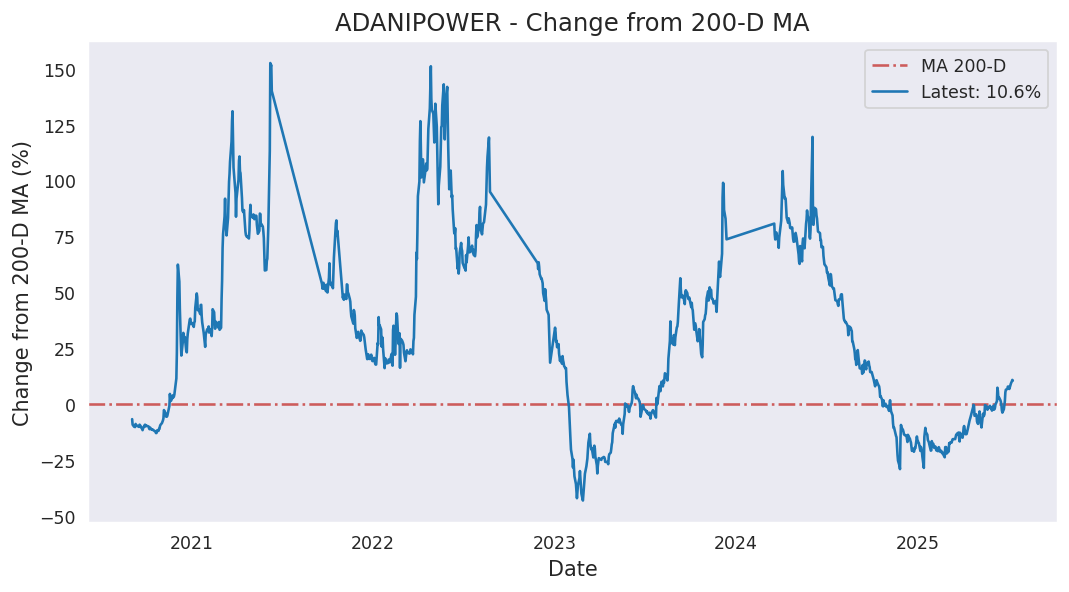 ADANIPOWER - Change from 200-D MA
Change from 200-D MA (%)
150
125
100
75
50
25
0
−25
−50
MA 200-D
Latest: 10.6%
2021
2022
2023
2024
2025
Date